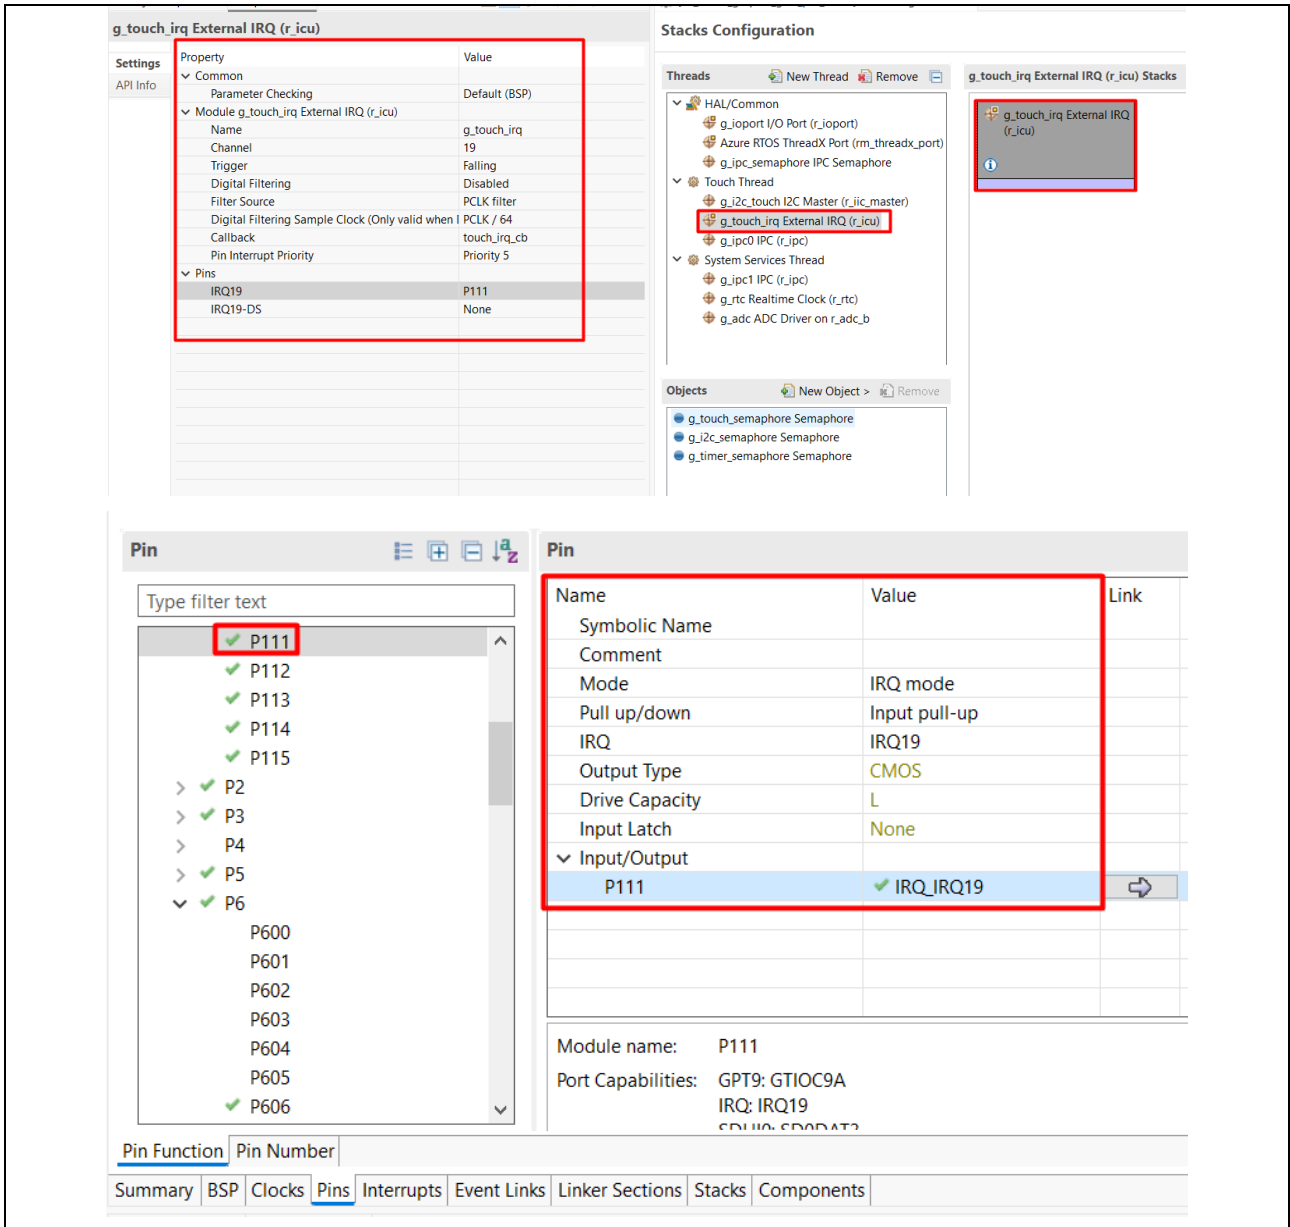 g_touch_irq External IRQ (r_icu)
Settings
API Info
Property Value
Common
Parameter Checking Default (BSP)
Module g_touch_irq External IRQ (r_icu)
Name g_touch_irq
Channel 19
Trigger Falling
Digital Filtering Disabled
Filter Source PCLK filter
Digital Filtering Sample Clock (Only valid when PCLK / 64
Callback touch_irq_cb
Pin Interrupt Priority Priority 5
Pins
IRQ19 P111
IRQ19-DS None
Stacks Configuration
Threads New Thread Remove
HAL/Common
g_ioport I/O Port (r_ioport)
Azure RTOS ThreadX Port (rm_threadx_port)
g_ipc_semaphore IPC Semaphore
Touch Thread
g_i2c_touch I2C Master (r_iic_master)
g_touch_irq External IRQ (r_icu)
g_ipc0 IPC (r_ipc)
System Services Thread
g_ipc1 IPC (r_ipc)
g_rtc Realtime Clock (r_rtc)
g_adc ADC Driver on r_adc_b
g_touch_irq External IRQ (r_icu) Stacks
g_touch_irq External IRQ
(r_icu)
Objects New Object > Remove
g_touch_semaphore Semaphore
g_i2c_semaphore Semaphore
g_timer_semaphore Semaphore
Pin
Type filter text
P111
P112
P113
P114
P115
P2
P3
P4
P5
P6
P600
P601
P602
P603
P604
P605
P606
Pin
Name Value Link
Symbolic Name
Comment
Mode IRQ mode
Pull up/down Input pull-up
IRQ IRQ19
Output Type CMOS
Drive Capacity L
Input Latch None
Input/Output
P111 IRQ_IRQ19
Module name: P111
Port Capabilities: GPT9: GTIOC9A
IRQ: IRQ19
SDHI0: SD0DAT3
Pin Function Pin Number
Summary BSP Clocks Pins Interrupts Event Links Linker Sections Stacks Components